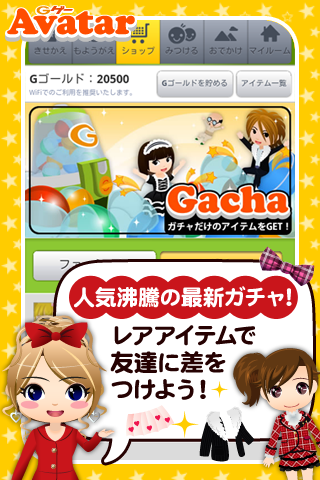 Gグー
Avatar
きせかえ もようがえ ショップ みつける おでかけ マイルーム
Gゴールド：20500
WiFiでのご利用を推奨いたします。
Gゴールドを貯める
アイテム一覧
G
Gacha
ガチャだけのアイテムをGET！
人気沸騰の最新ガチャ！
レアアイテムで
友達に差を
つけよう！